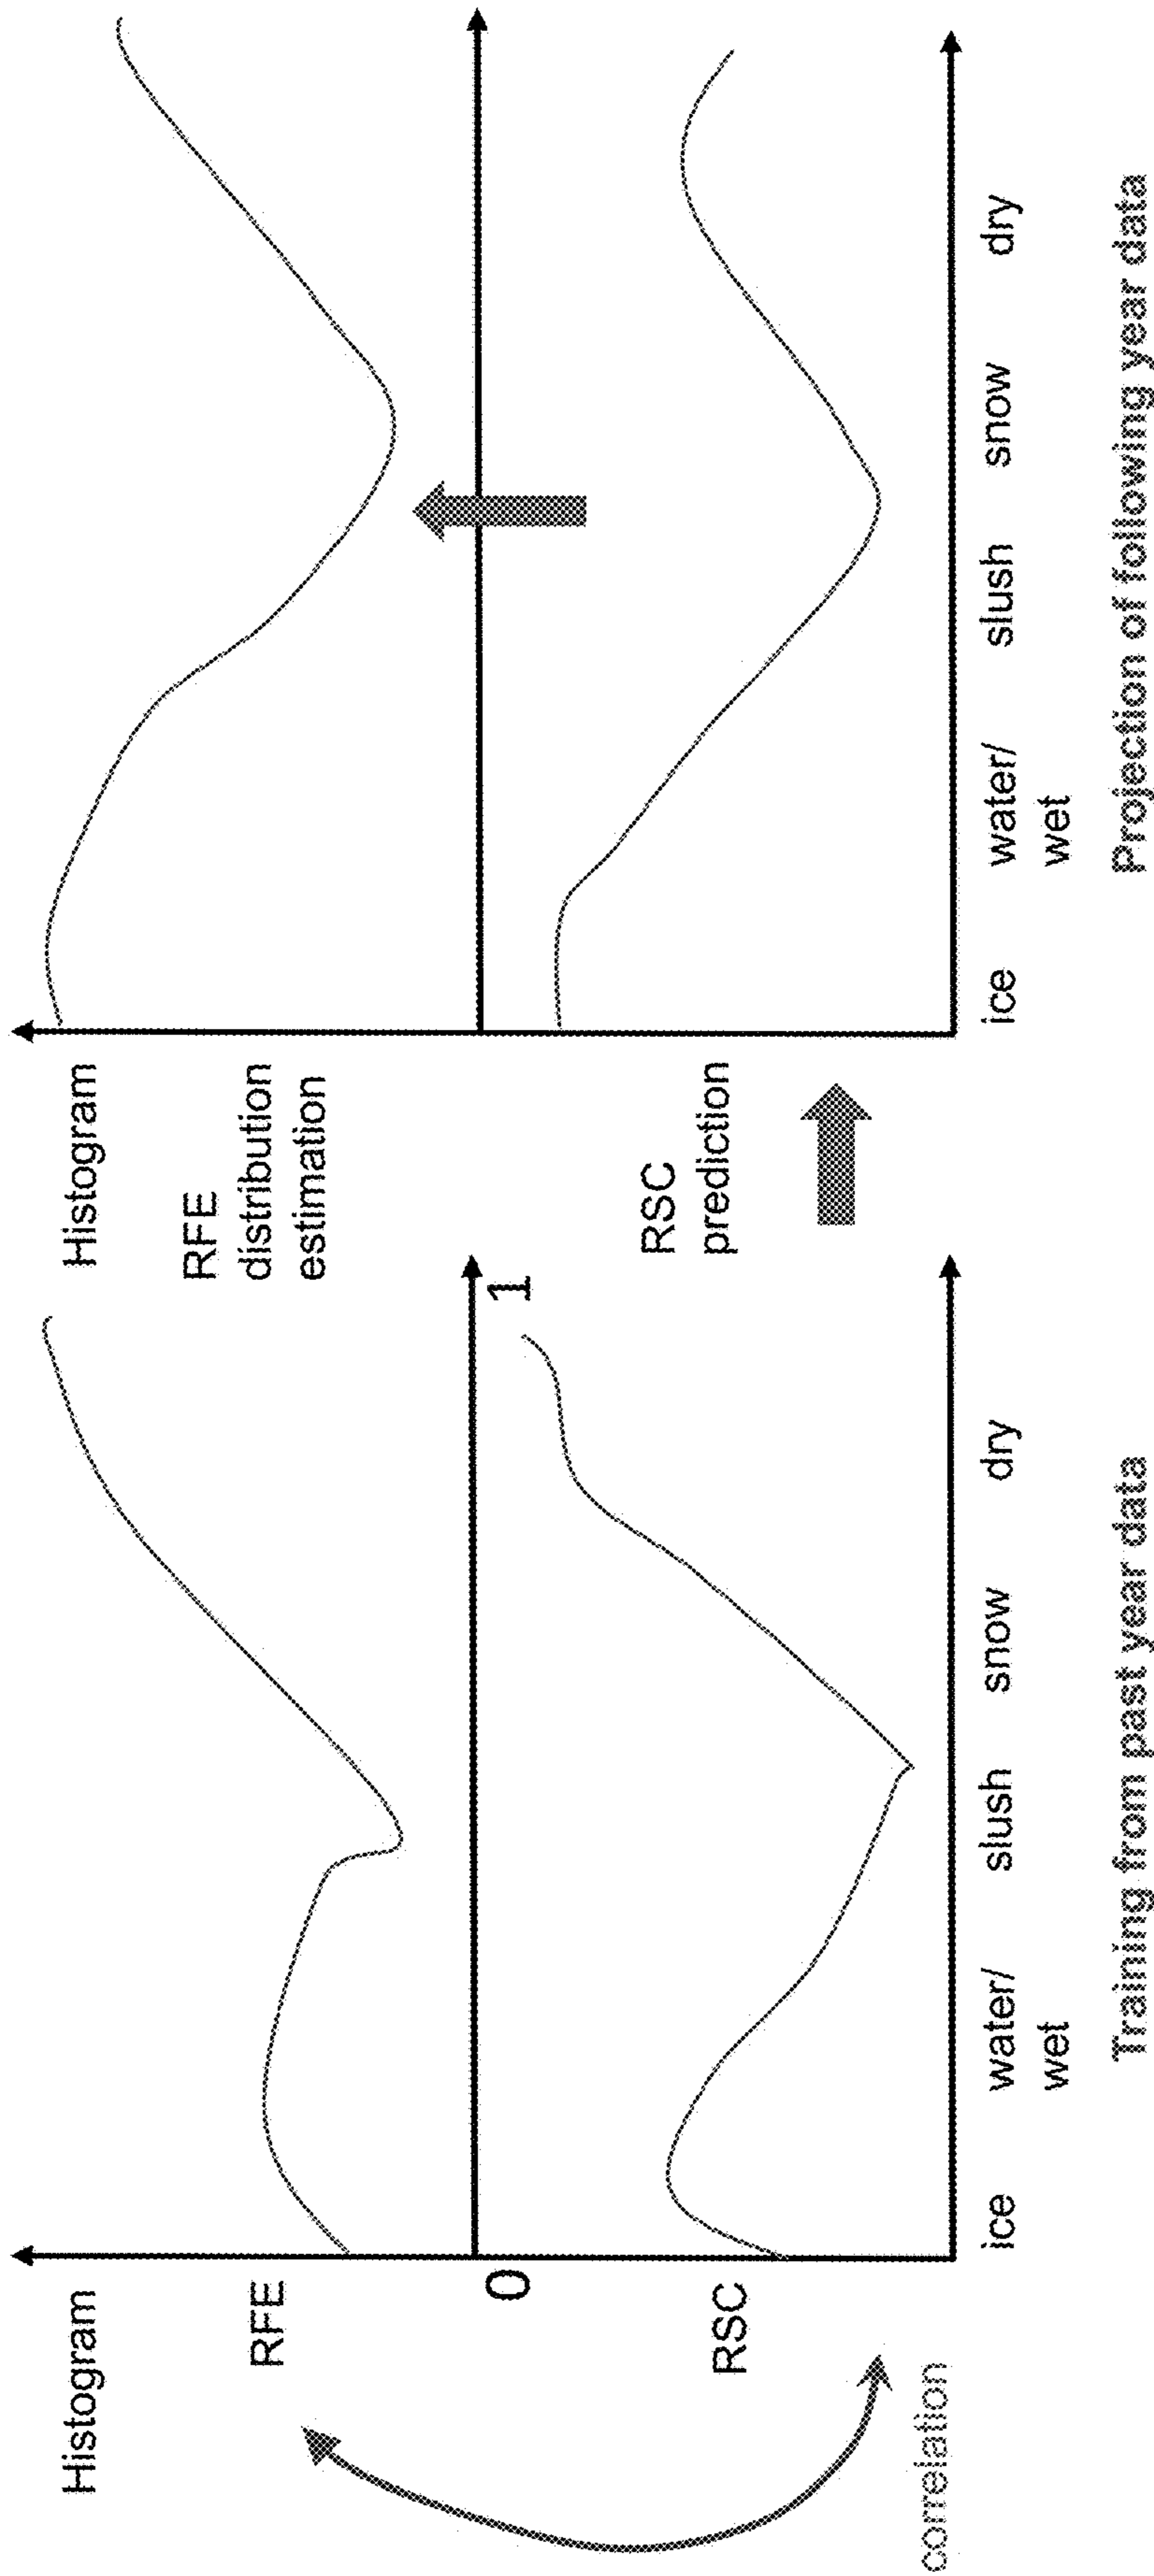 Histogram
RFE
0
1
RSC
correlation
ice water/ slush snow dry
wet
Training from past year data
Histogram
RFE
distribution
estimation
RSC
prediction
ice water/ slush snow dry
wet
Projection of following year data